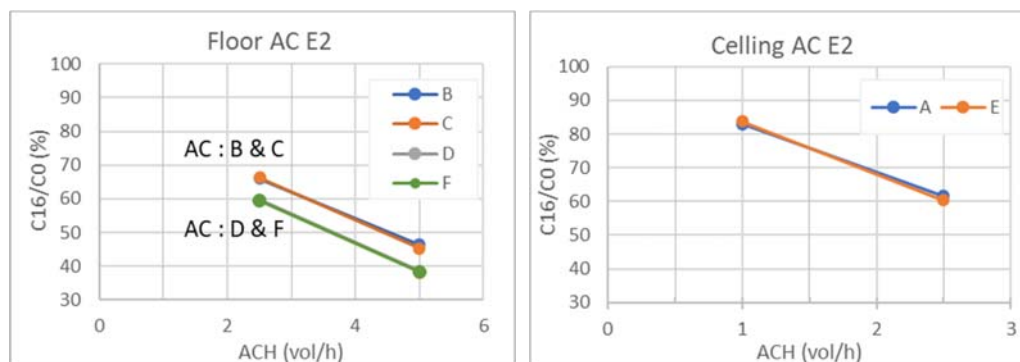 Floor AC E2
100
90
80
70
60
50
40
30
C16/C0 (%)
B
C
D
F
AC : B & C
AC : D & F
0
2
4
6
ACH (vol/h)
Celling AC E2
100
90
80
70
60
50
40
30
C16/C0 (%)
A E
0
1
2
3
ACH (vol/h)